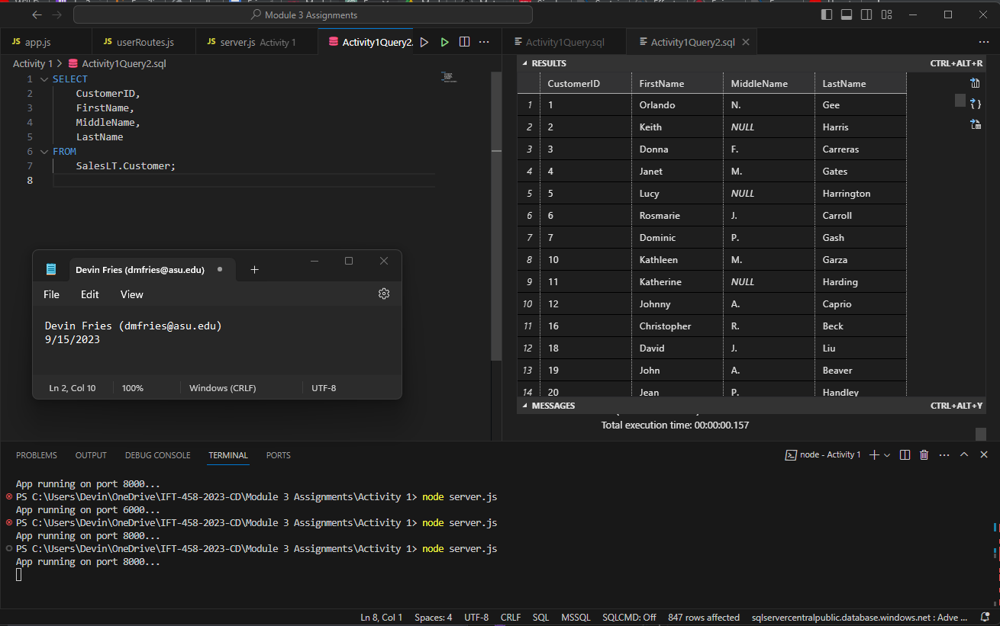 Module 3 Assignments
JS app.js
JS userRoutes.js
JS server.js Activity 1
Activity1Query2.
Activity1Query.sql
Activity1Query2.sql
Activity 1 > Activity1Query2.sql
1 SELECT
2 CustomerID,
3 FirstName,
4 MiddleName,
5 LastName
6 FROM
7 SalesLT.Customer;
8
RESULTS CTRL+ALT+R
CustomerID FirstName MiddleName LastName
1 1 Orlando N. Gee
2 2 Keith NULL Harris
3 3 Donna F. Carreras
4 4 Janet M. Gates
5 5 Lucy NULL Harrington
6 6 Rosmarie J. Carroll
7 7 Dominic P. Gash
8 10 Kathleen M. Garza
9 11 Katherine NULL Harding
10 12 Johnny A. Caprio
11 16 Christopher R. Beck
12 18 David J. Liu
13 19 John A. Beaver
14 20 Jean P. Handley
MESSAGES CTRL+ALT+Y
Total execution time: 00:00:00.157
Devin Fries (dmfries@asu.edu)
File Edit View
Devin Fries (dmfries@asu.edu)
9/15/2023
Ln 2, Col 10 100% Windows (CRLF) UTF-8
PROBLEMS OUTPUT DEBUG CONSOLE TERMINAL PORTS
node - Activity 1
App running on port 8000...
PS C:\Users\Devin\OneDrive\IFT-458-2023-CD\Module 3 Assignments\Activity 1> node server.js
App running on port 6000...
PS C:\Users\Devin\OneDrive\IFT-458-2023-CD\Module 3 Assignments\Activity 1> node server.js
App running on port 8000...
PS C:\Users\Devin\OneDrive\IFT-458-2023-CD\Module 3 Assignments\Activity 1> node server.js
App running on port 8000...
Ln 8, Col 1 Spaces: 4 UTF-8 CRLF SQL MSSQL SQLCMD: Off 847 rows affected sqlservercentralpublic.database.windows.net : Adve ...